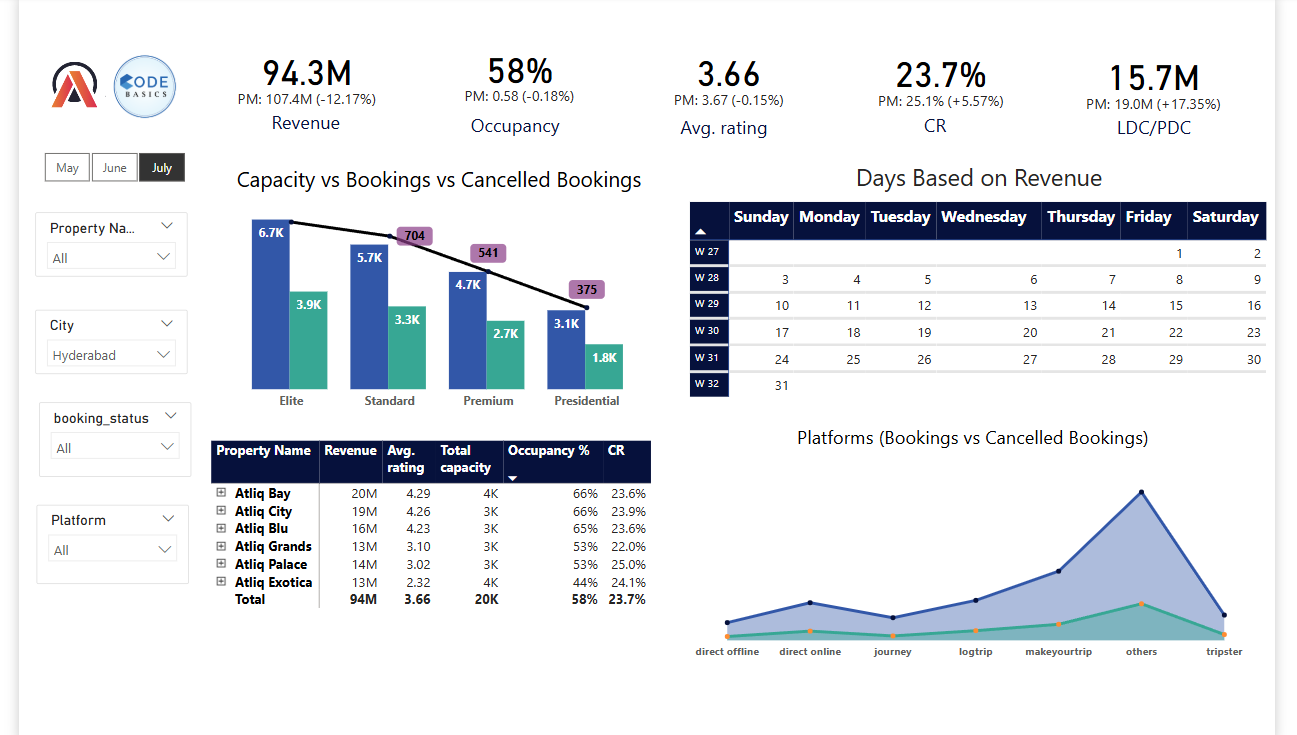 CODE
BASICS
94.3M
PM: 107.4M (-12.17%)
Revenue
58%
PM: 0.58 (-0.18%)
Occupancy
3.66
PM: 3.67 (-0.15%)
Avg. rating
23.7%
PM: 25.1% (+5.57%)
CR
15.7M
PM: 19.0M (+17.35%)
LDC/PDC
May June July
Property Na...
All
City
Hyderabad
booking_status
All
Platform
All
Capacity vs Bookings vs Cancelled Bookings
6.7K 5.7K 4.7K 3.1K
3.9K 3.3K 2.7K 1.8K
704 541 375
Elite Standard Premium Presidential
Days Based on Revenue
Sunday Monday Tuesday Wednesday Thursday Friday Saturday
W 27 1 2
W 28 3 4 5 6 7 8 9
W 29 10 11 12 13 14 15 16
W 30 17 18 19 20 21 22 23
W 31 24 25 26 27 28 29 30
W 32 31
Property Name Revenue Avg. rating Total capacity Occupancy % CR
Atliq Bay 20M 4.29 4K 66% 23.6%
Atliq City 19M 4.26 3K 66% 23.9%
Atliq Blu 16M 4.23 3K 65% 23.6%
Atliq Grands 13M 3.10 3K 53% 22.0%
Atliq Palace 14M 3.02 3K 53% 25.0%
Atliq Exotica 13M 2.32 4K 44% 24.1%
Total 94M 3.66 20K 58% 23.7%
Platforms (Bookings vs Cancelled Bookings)
direct offline direct online journey logtrip makeyourtrip others tripster